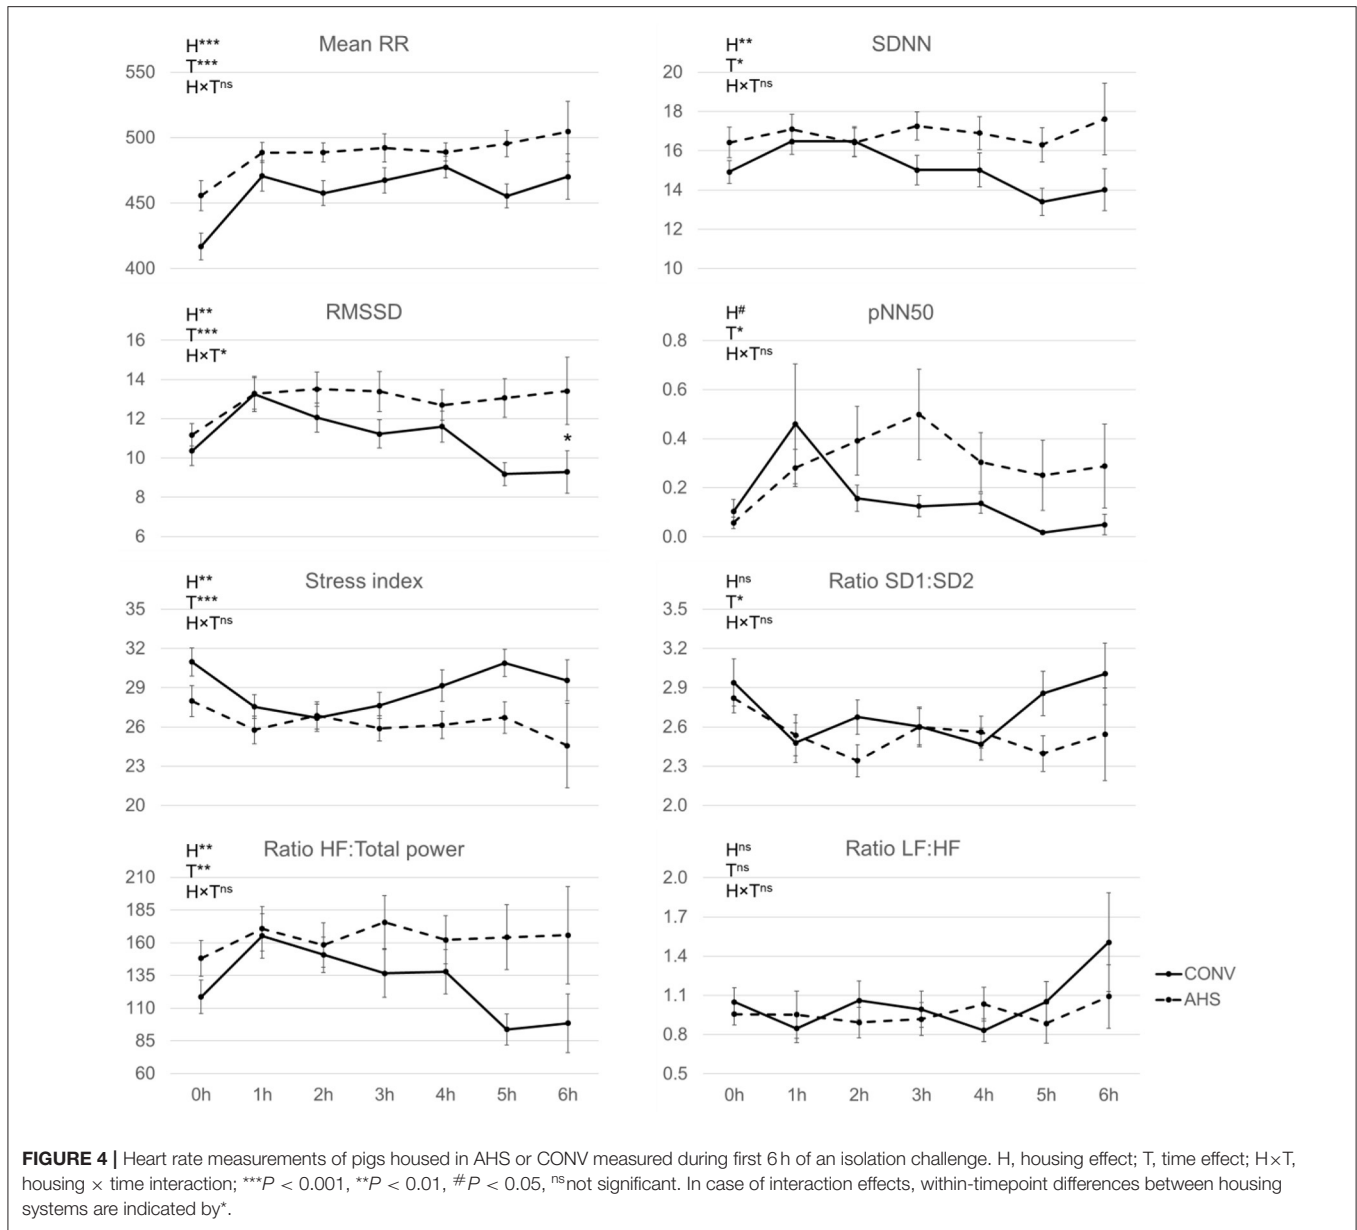 H***
T***
H×Tns
Mean RR
550
500
450
400
H**
T*
H×Tns
SDNN
20
18
16
14
12
10
H**
T***
H×T*
RMSSD
16
14
12
10
8
6
*
H#
T*
H×Tns
pNN50
0.8
0.6
0.4
0.2
0.0
H**
T***
H×Tns
Stress index
35
32
29
26
23
20
Hns
T*
H×Tns
Ratio SD1:SD2
3.5
3.2
2.9
2.6
2.3
2.0
H**
T**
H×Tns
Ratio HF:Total power
210
185
160
135
110
85
60
0h 1h 2h 3h 4h 5h 6h
Hns
Tns
H×Tns
Ratio LF:HF
2.0
1.7
1.4
1.1
0.8
0.5
0h 1h 2h 3h 4h 5h 6h
CONV
AHS
FIGURE 4 | Heart rate measurements of pigs housed in AHS or CONV measured during first 6 h of an isolation challenge. H, housing effect; T, time effect; H×T,
housing × time interaction; ***P < 0.001, **P < 0.01, #P < 0.05, ns not significant. In case of interaction effects, within-timepoint differences between housing
systems are indicated by*.